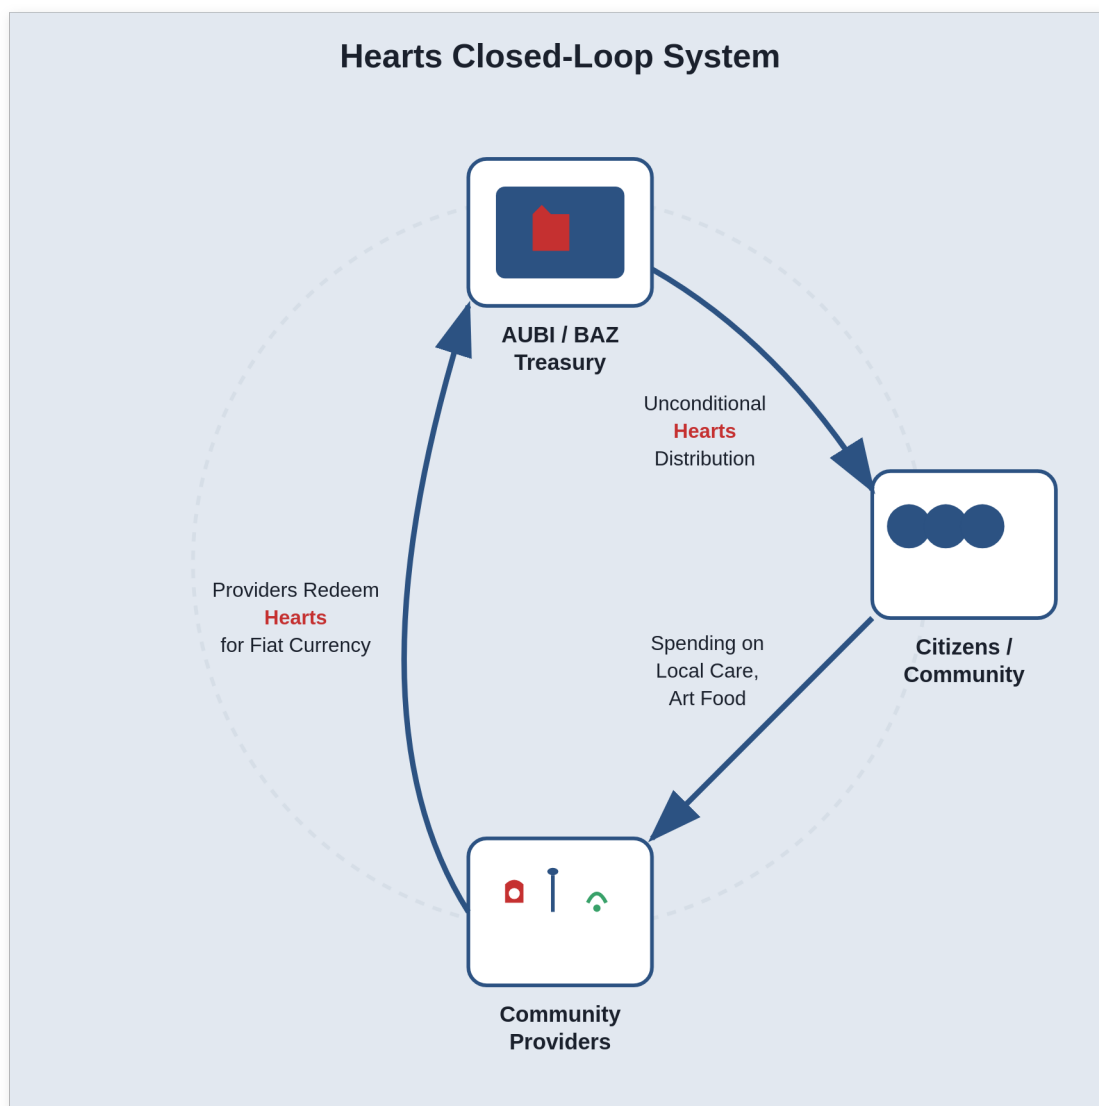 Hearts Closed-Loop System
AUBI / BAZ
Treasury
Unconditional
Hearts
Distribution
Citizens /
Community
Spending on
Local Care,
Art Food
Community
Providers
Providers Redeem
Hearts
for Fiat Currency